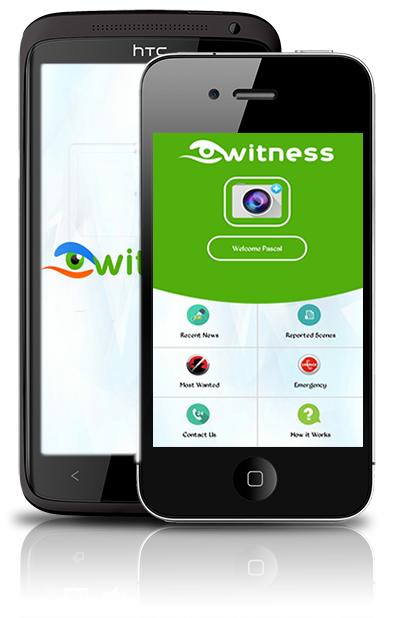 hTC
wit
witness
Welcome Pascal
Recent News
Reported Scenes
Most Wanted
Emergency
Contact Us
How it Works